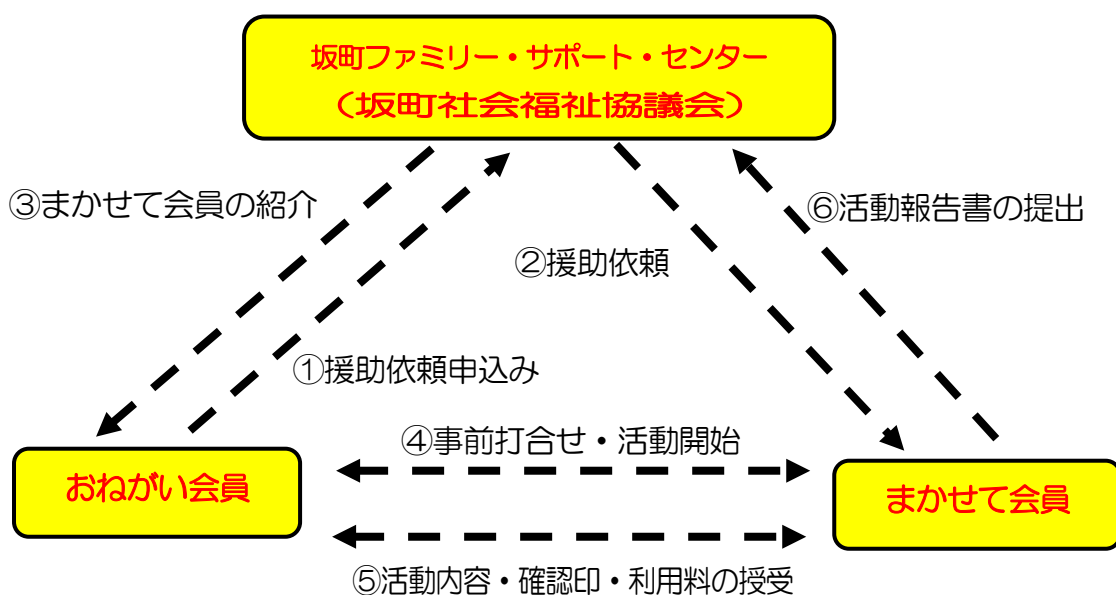 坂町ファミリー・サポート・センター
(坂町社会福祉協議会)
③まかせて会員の紹介
⑥活動報告書の提出
②援助依頼
①援助依頼申込み
④事前打合せ・活動開始
おねがい会員
まかせて会員
⑤活動内容・確認印・利用料の授受